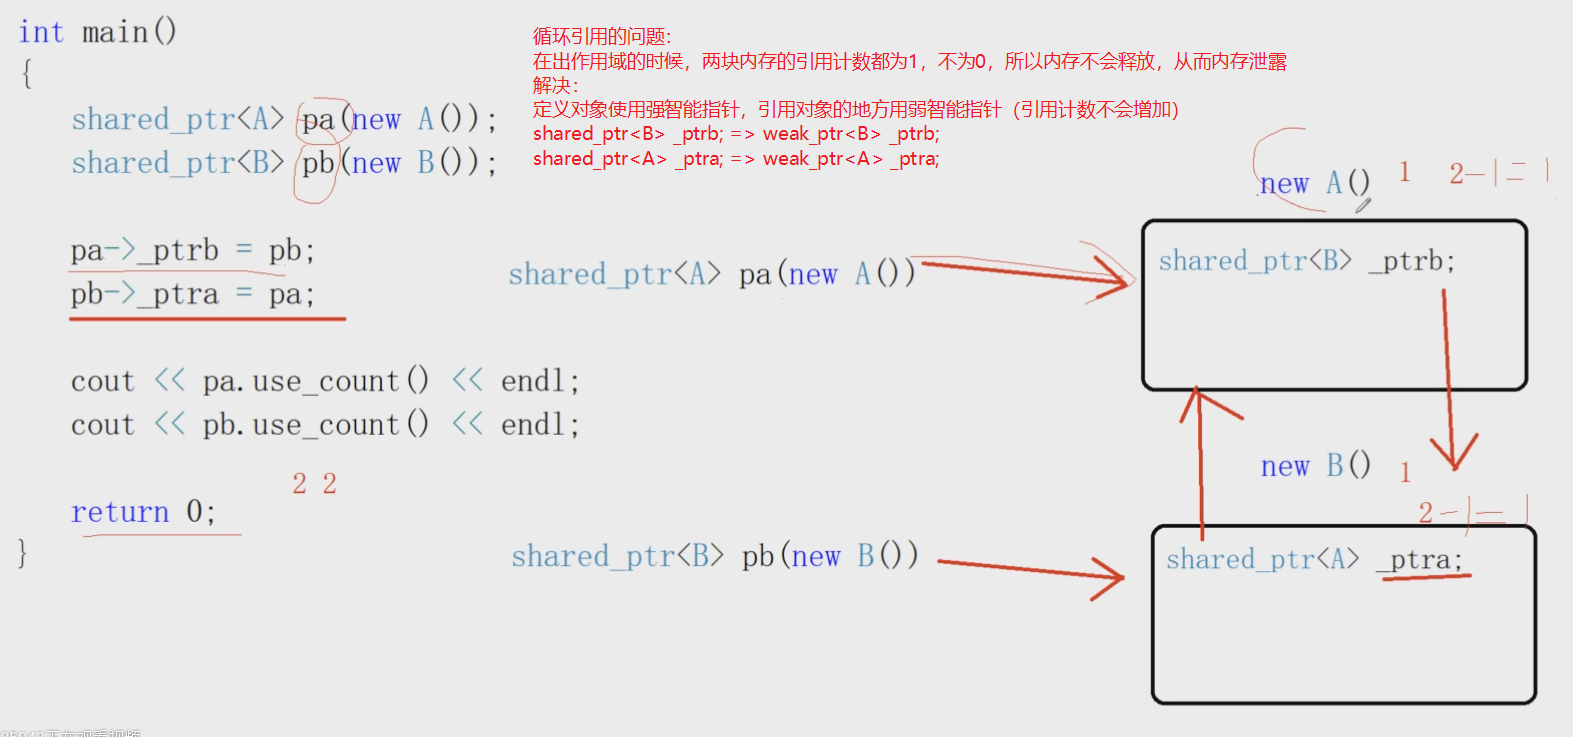 int main()
{
shared_ptr<A> pa(new A());
shared_ptr<B> pb(new B());
pa->_ptrb = pb;
pb->_ptra = pa;
cout << pa.use_count() << endl;
cout << pb.use_count() << endl;
2 2
return 0;
}
循环引用的问题：
在出作用域的时候，两块内存的引用计数都为1，不为0，所以内存不会释放，从而内存泄露
解决：
定义对象使用强智能指针，引用对象的地方用弱智能指针（引用计数不会增加）
shared_ptr<B> _ptrb; => weak_ptr<B> _ptrb;
shared_ptr<A> _ptra; => weak_ptr<A> _ptra;
new A() 1 2-1=1
shared_ptr<A> pa(new A())
shared_ptr<B> _ptrb;
new B() 1
2-1=1
shared_ptr<B> pb(new B())
shared_ptr<A> _ptra;